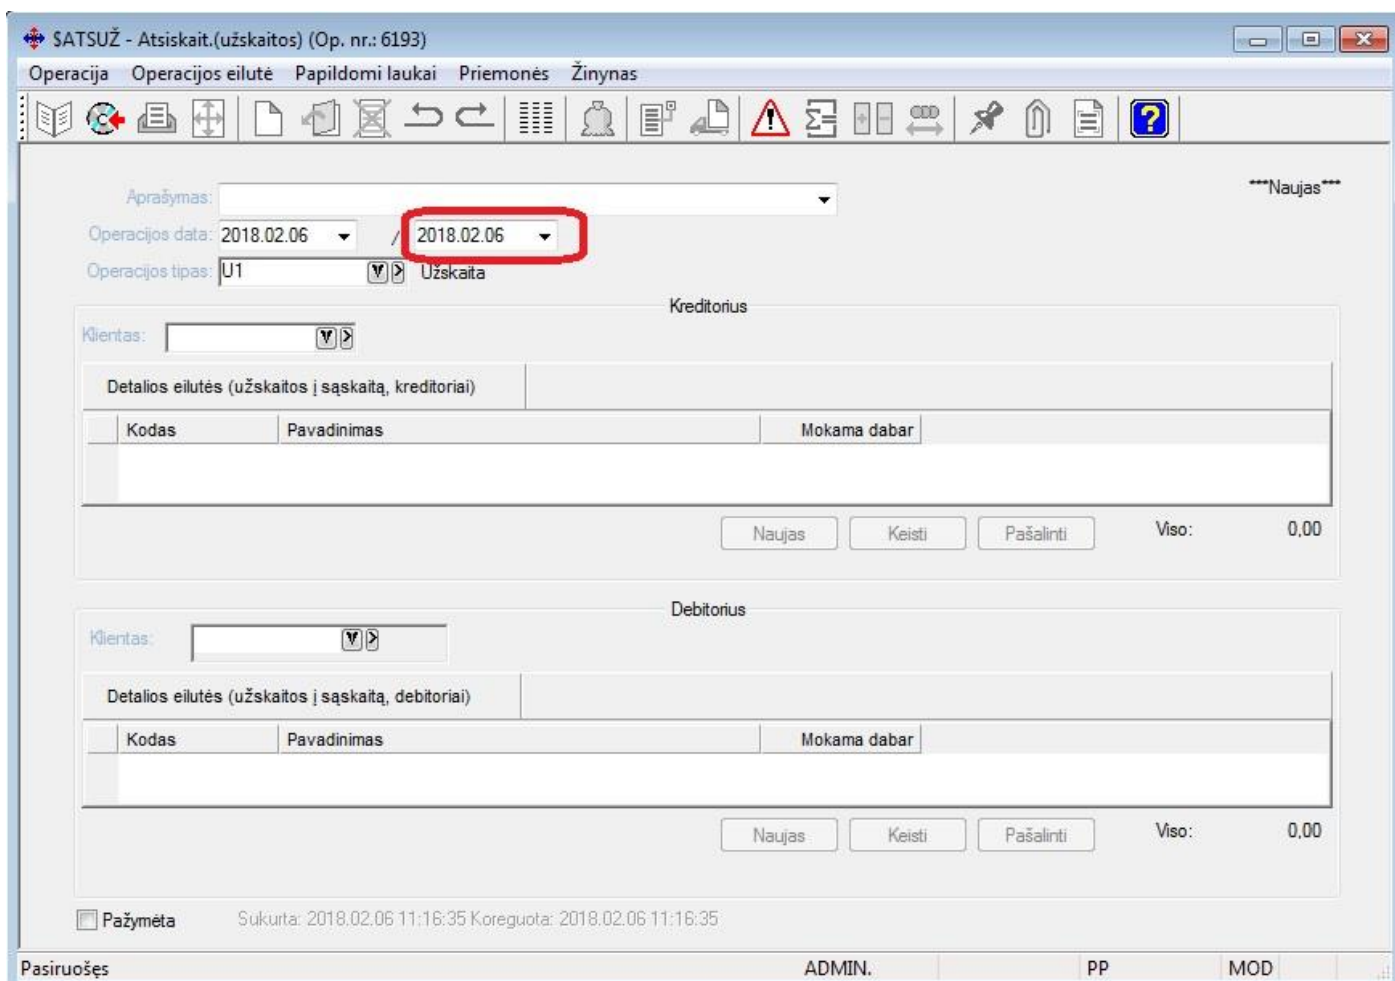 $ATSUŽ - Atsiskait.(užskaitos) (Op. nr.: 6193)
Operacija Operacijos eilutė Papildomi laukai Priemonės Žinynas
***Naujas***
Aprašymas:
Operacijos data: 2018.02.06 / 2018.02.06
Operacijos tipas: U1 Užskaita
Kreditorius
Klientas:
Detalios eilutės (užskaitos į sąskaitą, kreditoriai)
Kodas Pavadinimas Mokama dabar
Naujas Keisti Pašalinti Viso: 0,00
Debitorius
Klientas:
Detalios eilutės (užskaitos į sąskaitą, debitoriai)
Kodas Pavadinimas Mokama dabar
Naujas Keisti Pašalinti Viso: 0,00
Pažymėta Sukurta: 2018.02.06 11:16:35 Koreguota: 2018.02.06 11:16:35
Pasiruošęs ADMIN. PP MOD